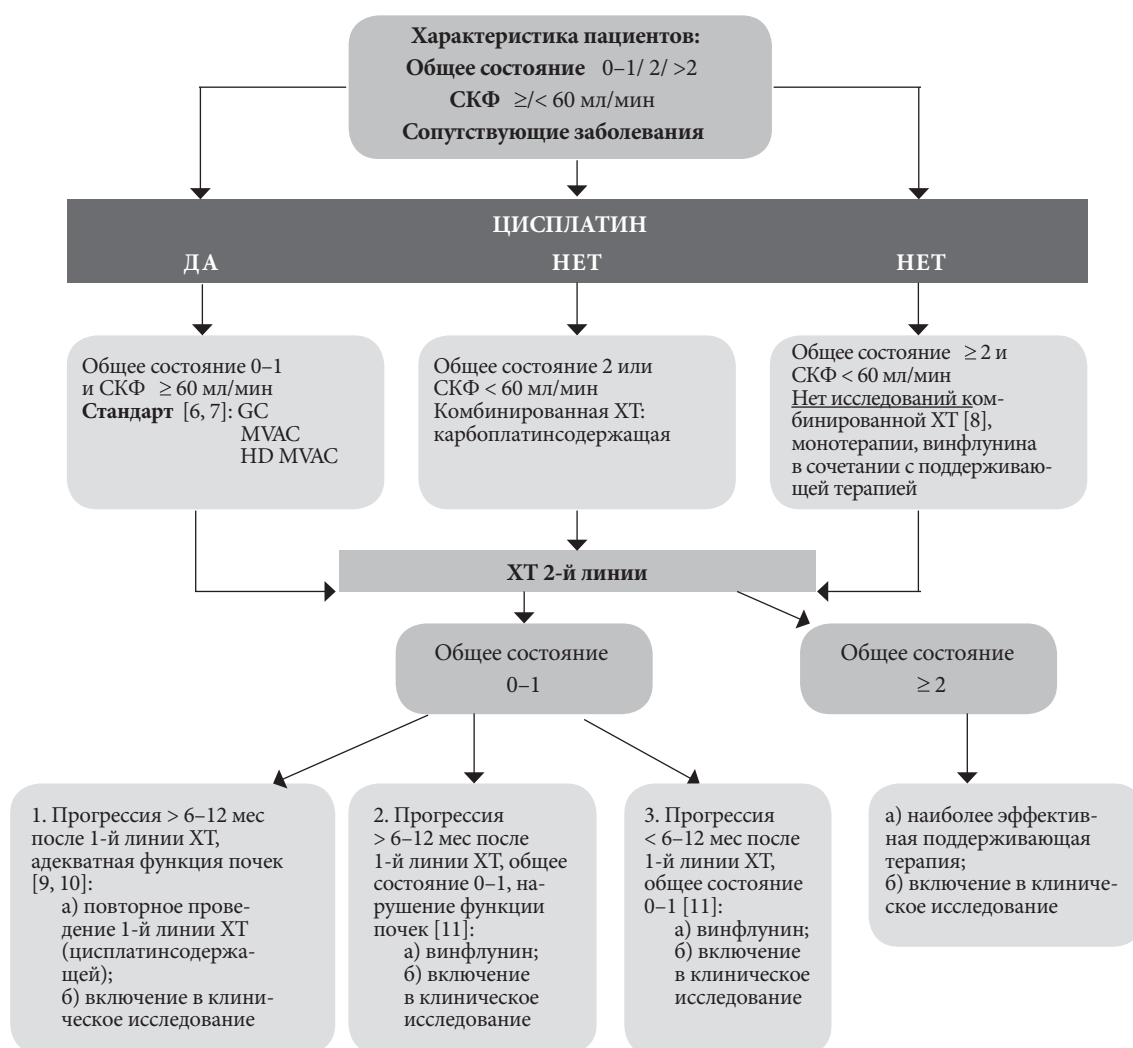 Характеристика пациентов:
Общее состояние 0–1/ 2/ >2
СКФ ≥/< 60 мл/мин
Сопутствующие заболевания
ЦИСПЛАТИН
ДА
НЕТ
НЕТ
Общее состояние 0–1
и СКФ ≥ 60 мл/мин
Стандарт [6, 7]: GC
MVAC
HD MVAC
Общее состояние 2 или
СКФ < 60 мл/мин
Комбинированная ХТ:
карбоплатинсодержащая
Общее состояние ≥ 2 и
СКФ < 60 мл/мин
Нет исследований ком-
бинированной ХТ [8],
монотерапии, винфлунина
в сочетании с поддерживаю-
щей терапией
ХТ 2-й линии
Общее состояние
0–1
Общее состояние
≥ 2
1. Прогрессия > 6–12 мес
после 1-й линии ХТ,
адекватная функция почек
[9, 10]:
а) повторное прове-
дение 1-й линии ХТ
(цисплатинсодержа-
щей);
б) включение в клини-
ческое исследование
2. Прогрессия
> 6–12 мес после
1-й линии ХТ, общее
состояние 0–1, на-
рушение функции
почек [11]:
а) винфлунин;
б) включение
в клиническое
исследование
3. Прогрессия
< 6–12 мес после
1-й линии ХТ,
общее состояние
0–1 [11]:
а) винфлунин;
б) включение
в клиническое
исследование
а) наиболее эффектив-
ная поддерживающая
терапия;
б) включение в клиниче-
ское исследование